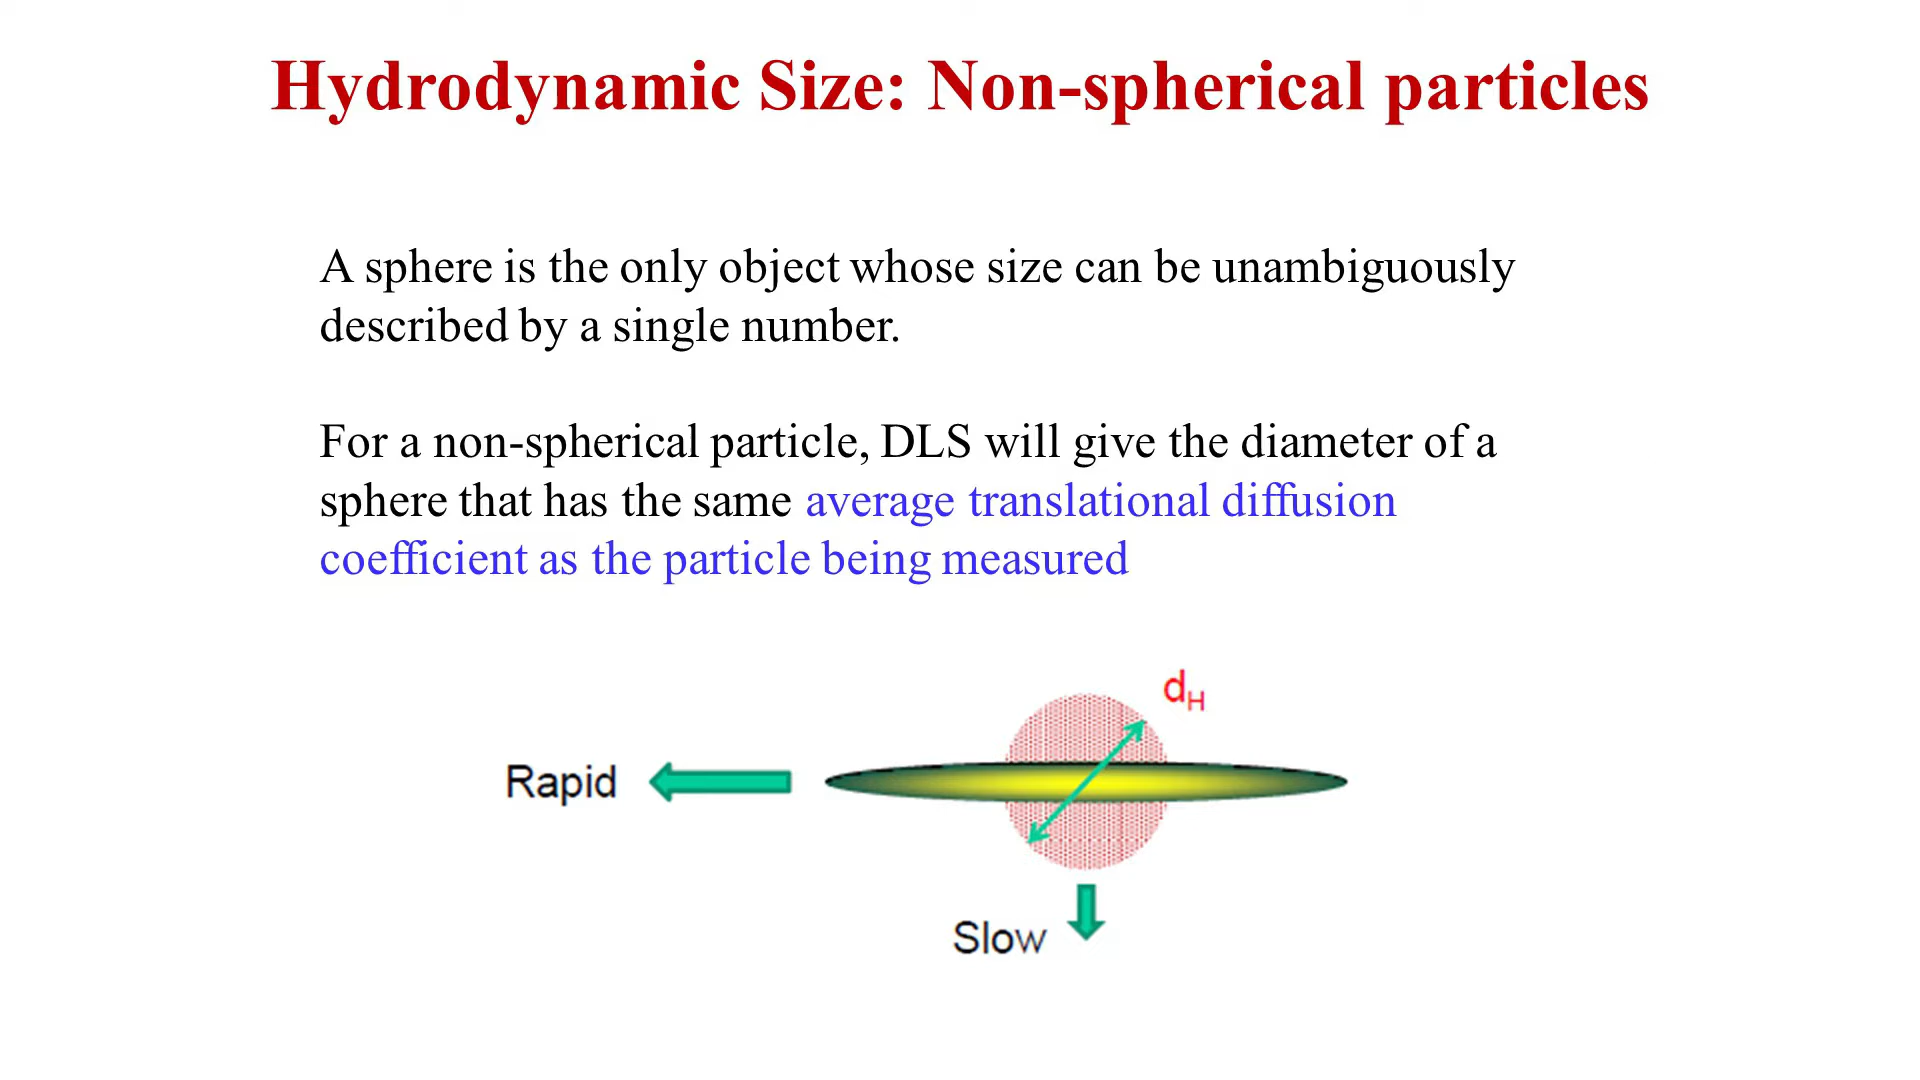 Hydrodynamic Size: Non-spherical particles
A sphere is the only object whose size can be unambiguously
described by a single number.
For a non-spherical particle, DLS will give the diameter of a
sphere that has the same average translational diffusion
coefficient as the particle being measured
dH
Rapid
Slow